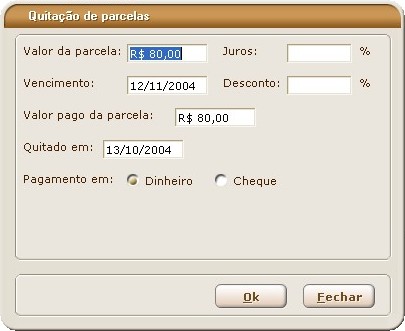 Quitação de parcelas
Valor da parcela: R$ 80,00 Juros: %
Vencimento: 12/11/2004 Desconto: %
Valor pago da parcela: R$ 80,00
Quitado em: 13/10/2004
Pagamento em: Dinheiro Cheque
Ok Fechar